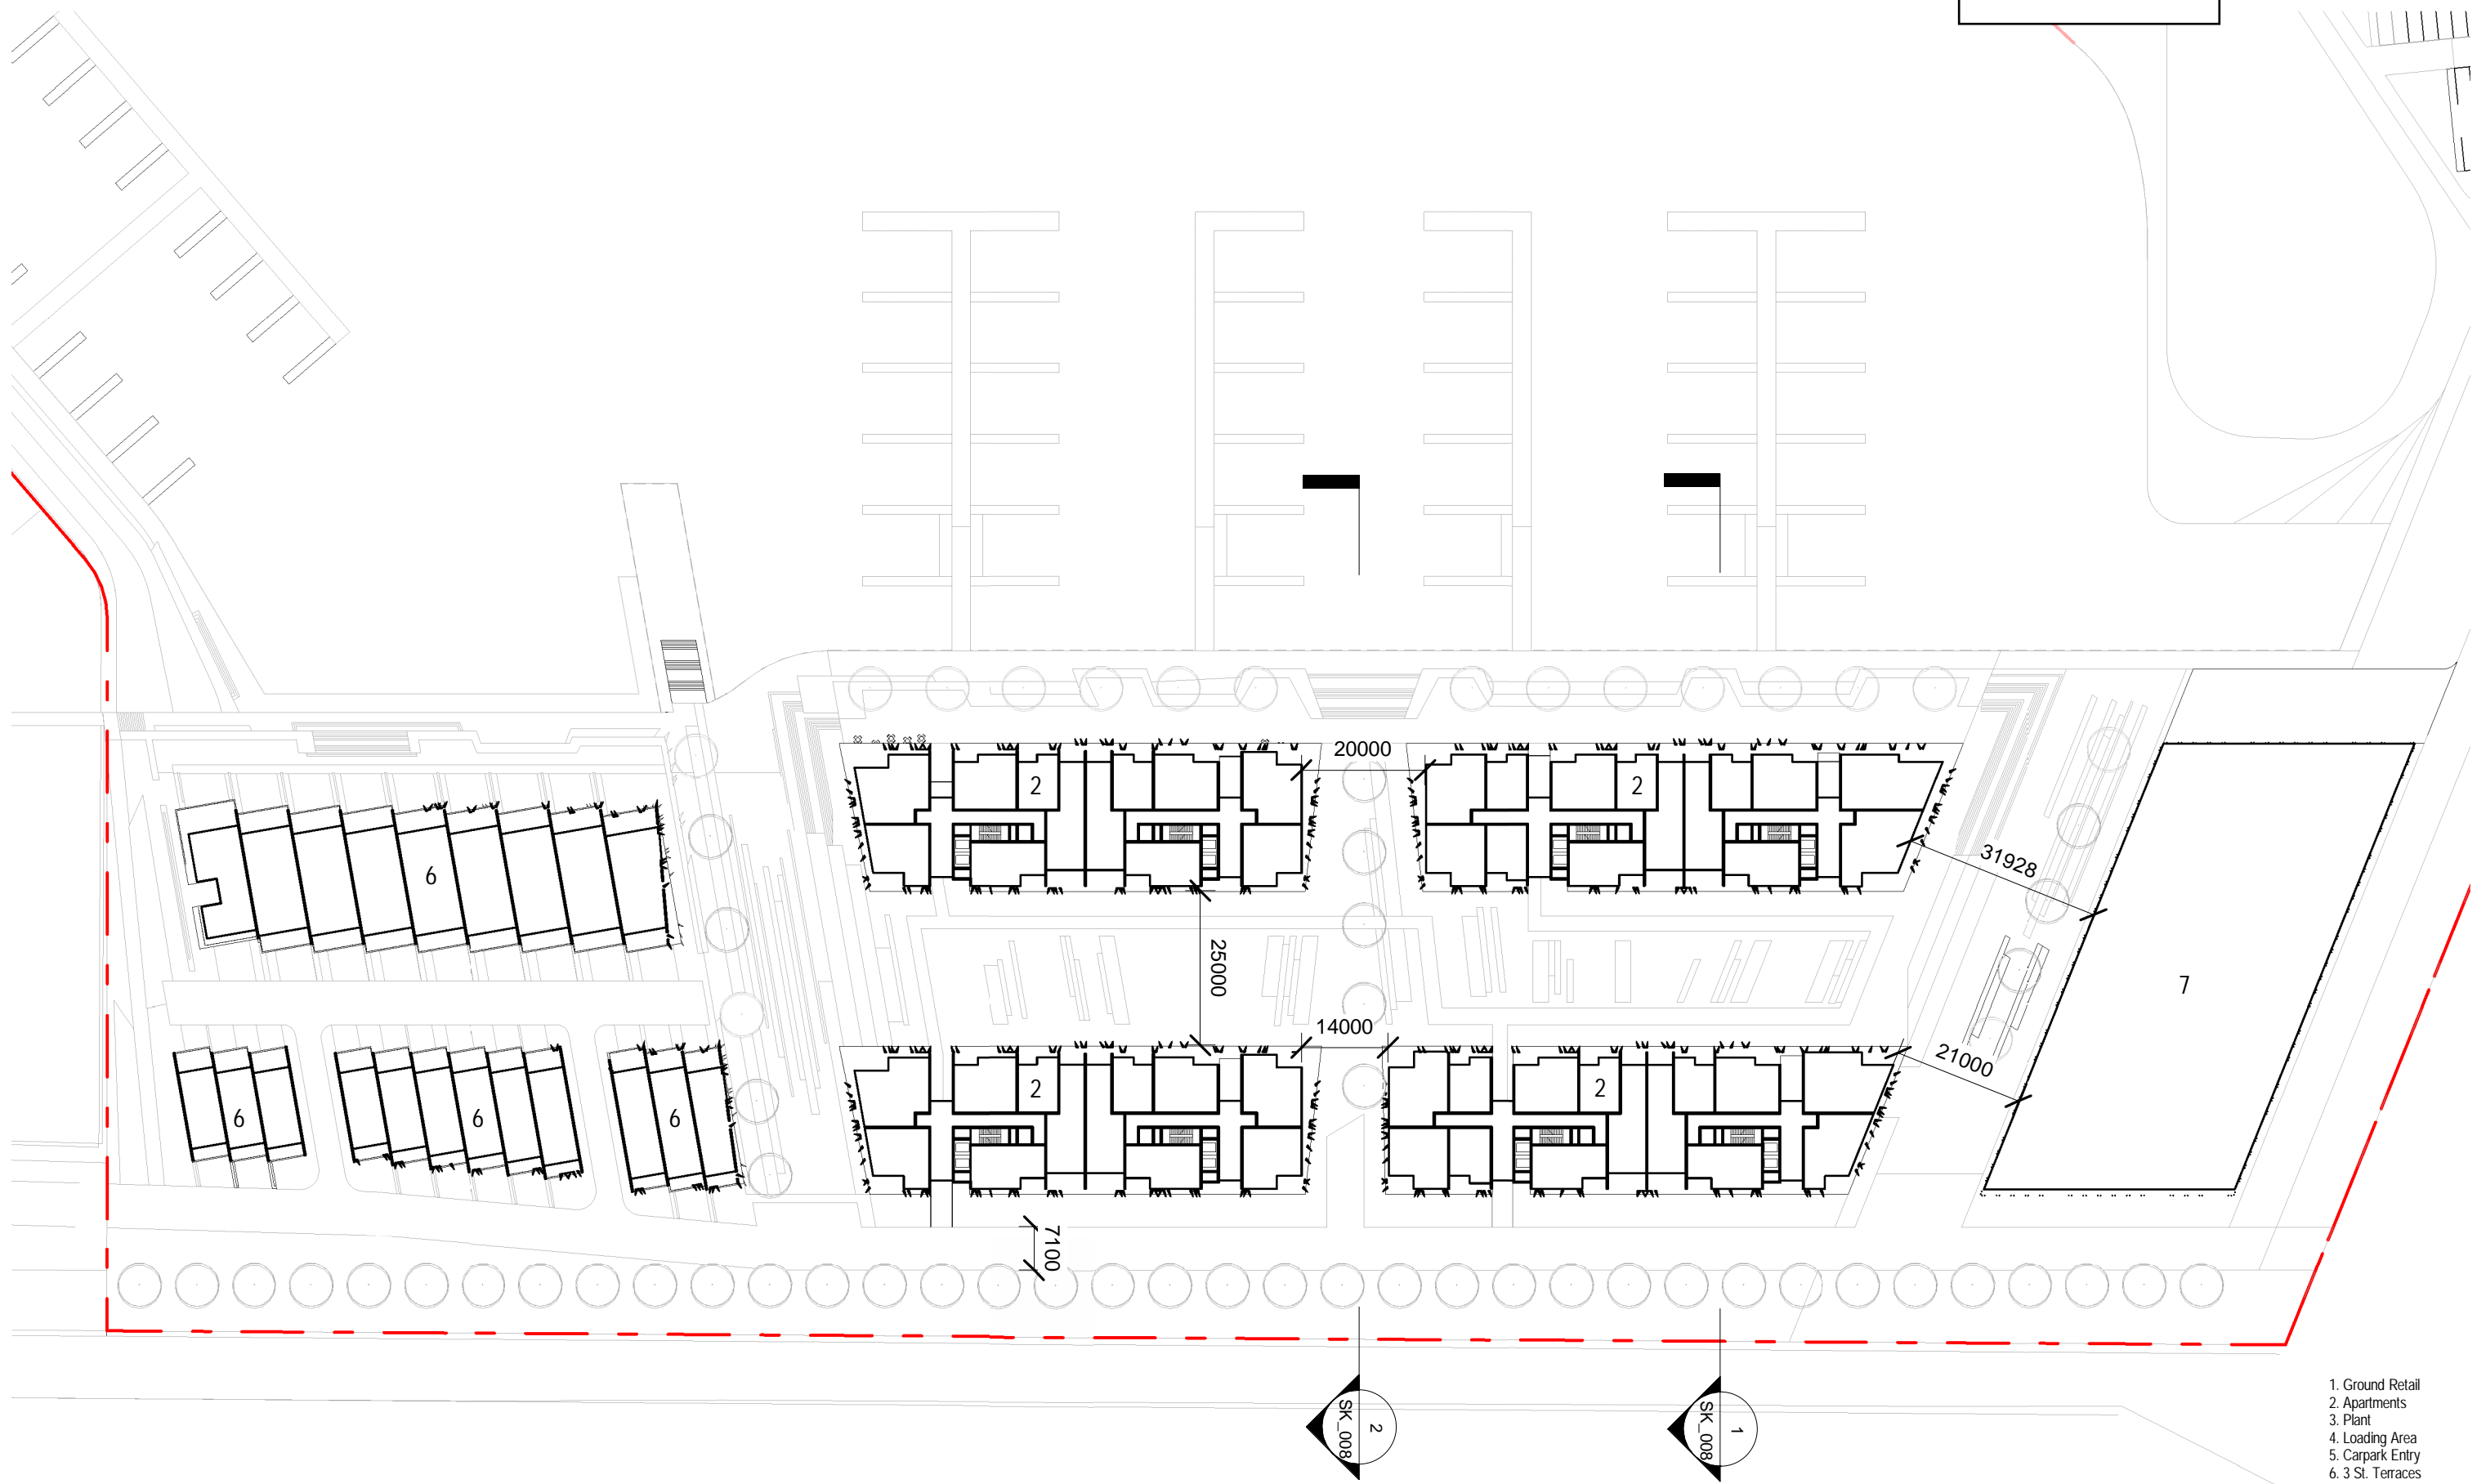 20000
2
2
31928
6
25000
7
14000
21000
2
2
6
6
6
7100
2
SK_008
1
SK_008
1. Ground Retail
2. Apartments
3. Plant
4. Loading Area
5. Carpark Entry
6. 3 St. Terraces